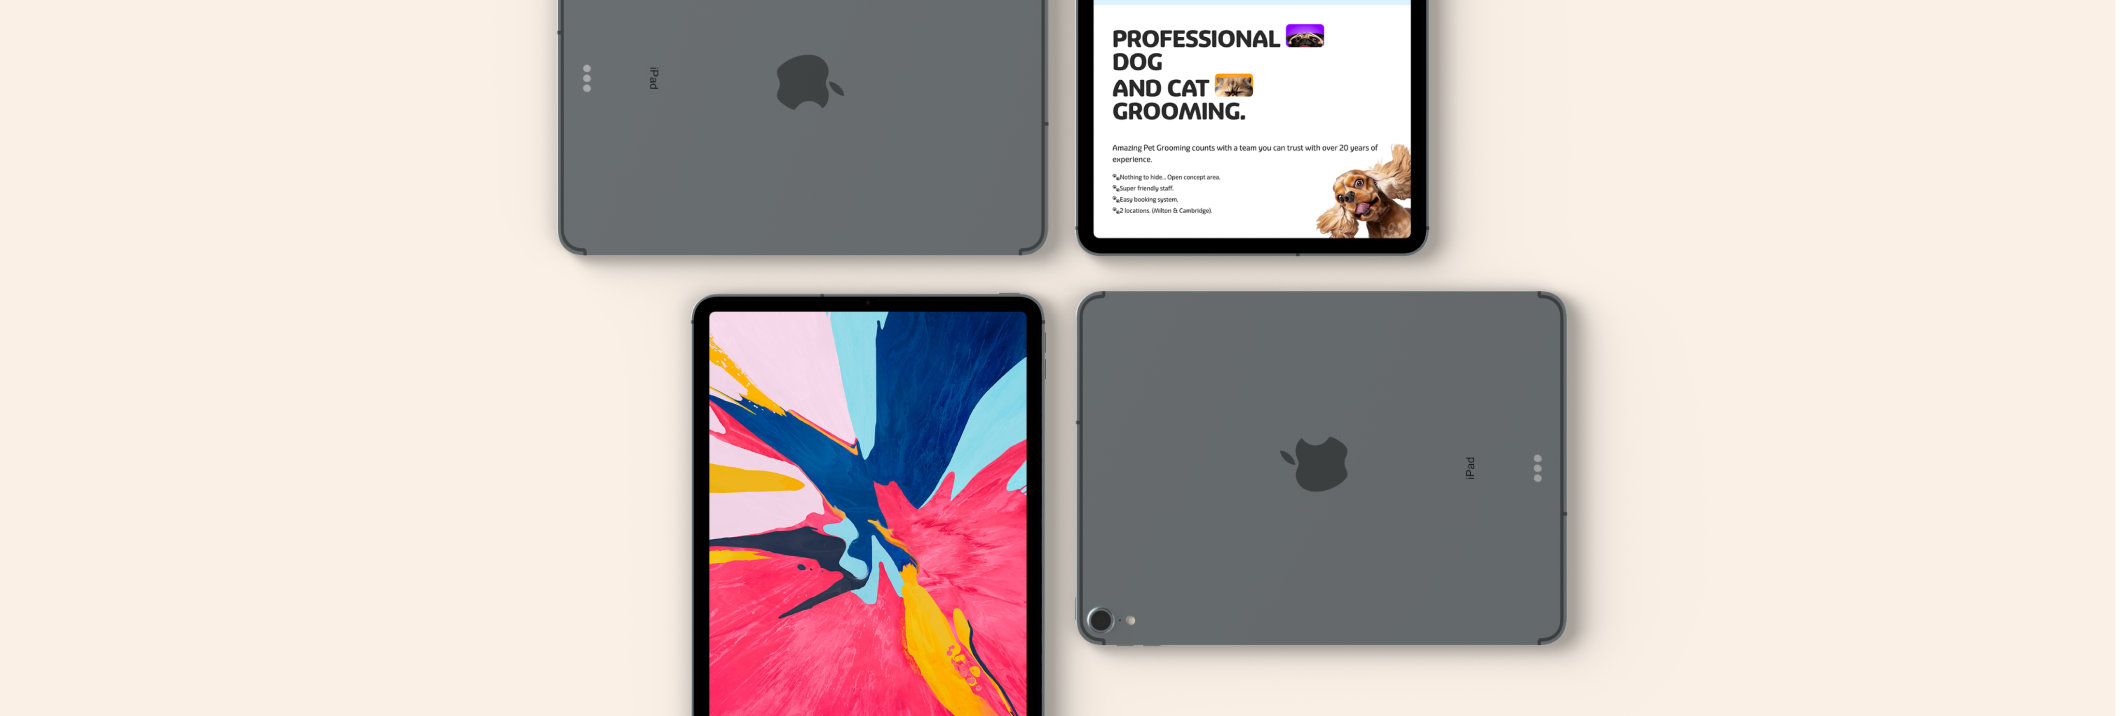 iPad
PROFESSIONAL
DOG
AND CAT
GROOMING.
Amazing Pet Grooming counts with a team you can trust with over 20 years of
experience.
Nothing to hide... Open concept area.
Super friendly staff.
Easy booking system.
2 locations. (Milton & Cambridge).
iPad